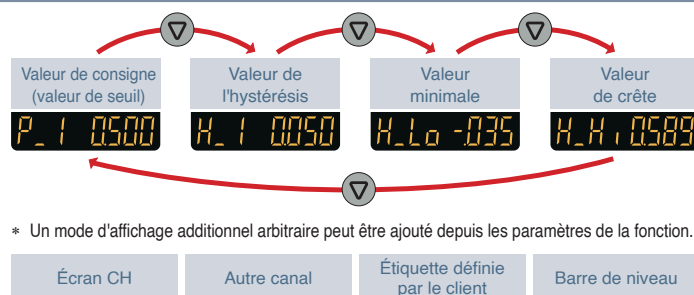 Valeur de consigne
(valeur de seuil)
Valeur de
l'hystérésis
Valeur
minimale
Valeur
de crête
P_1 0.500
H_1 0.050
H_Lo -.035
H_Hi 0.589
* Un mode d'affichage additionnel arbitraire peut être ajouté depuis les paramètres de la fonction.
Écran CH
Autre canal
Étiquette définie
par le client
Barre de niveau